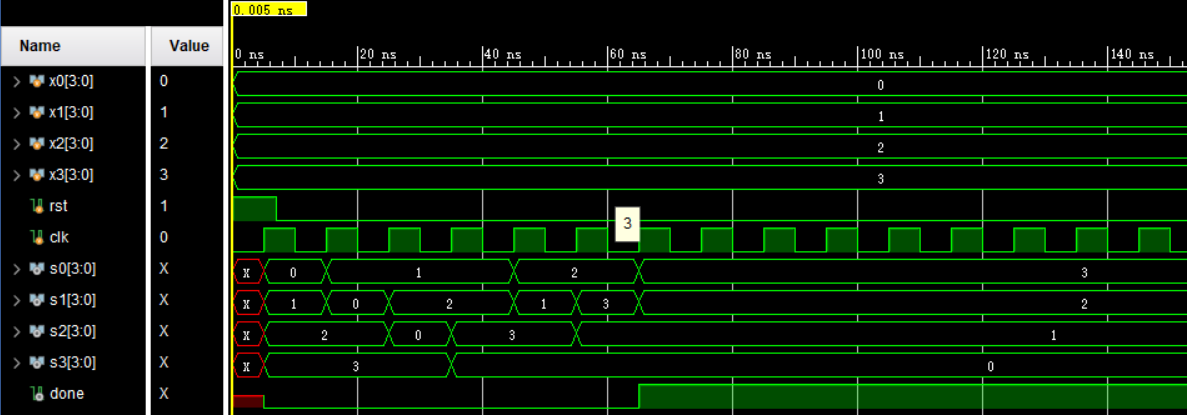 0.005 ns
Name Value
0 ns 20 ns 40 ns 60 ns 80 ns 100 ns 120 ns 140 ns
x0[3:0] 0 0
x1[3:0] 1 1
x2[3:0] 2 2
x3[3:0] 3 3
rst 1
clk 0 3
s0[3:0] X X 0 1 2 3
s1[3:0] X X 1 0 2 1 3 2
s2[3:0] X X 2 0 3 1
s3[3:0] X X 3 0
done X